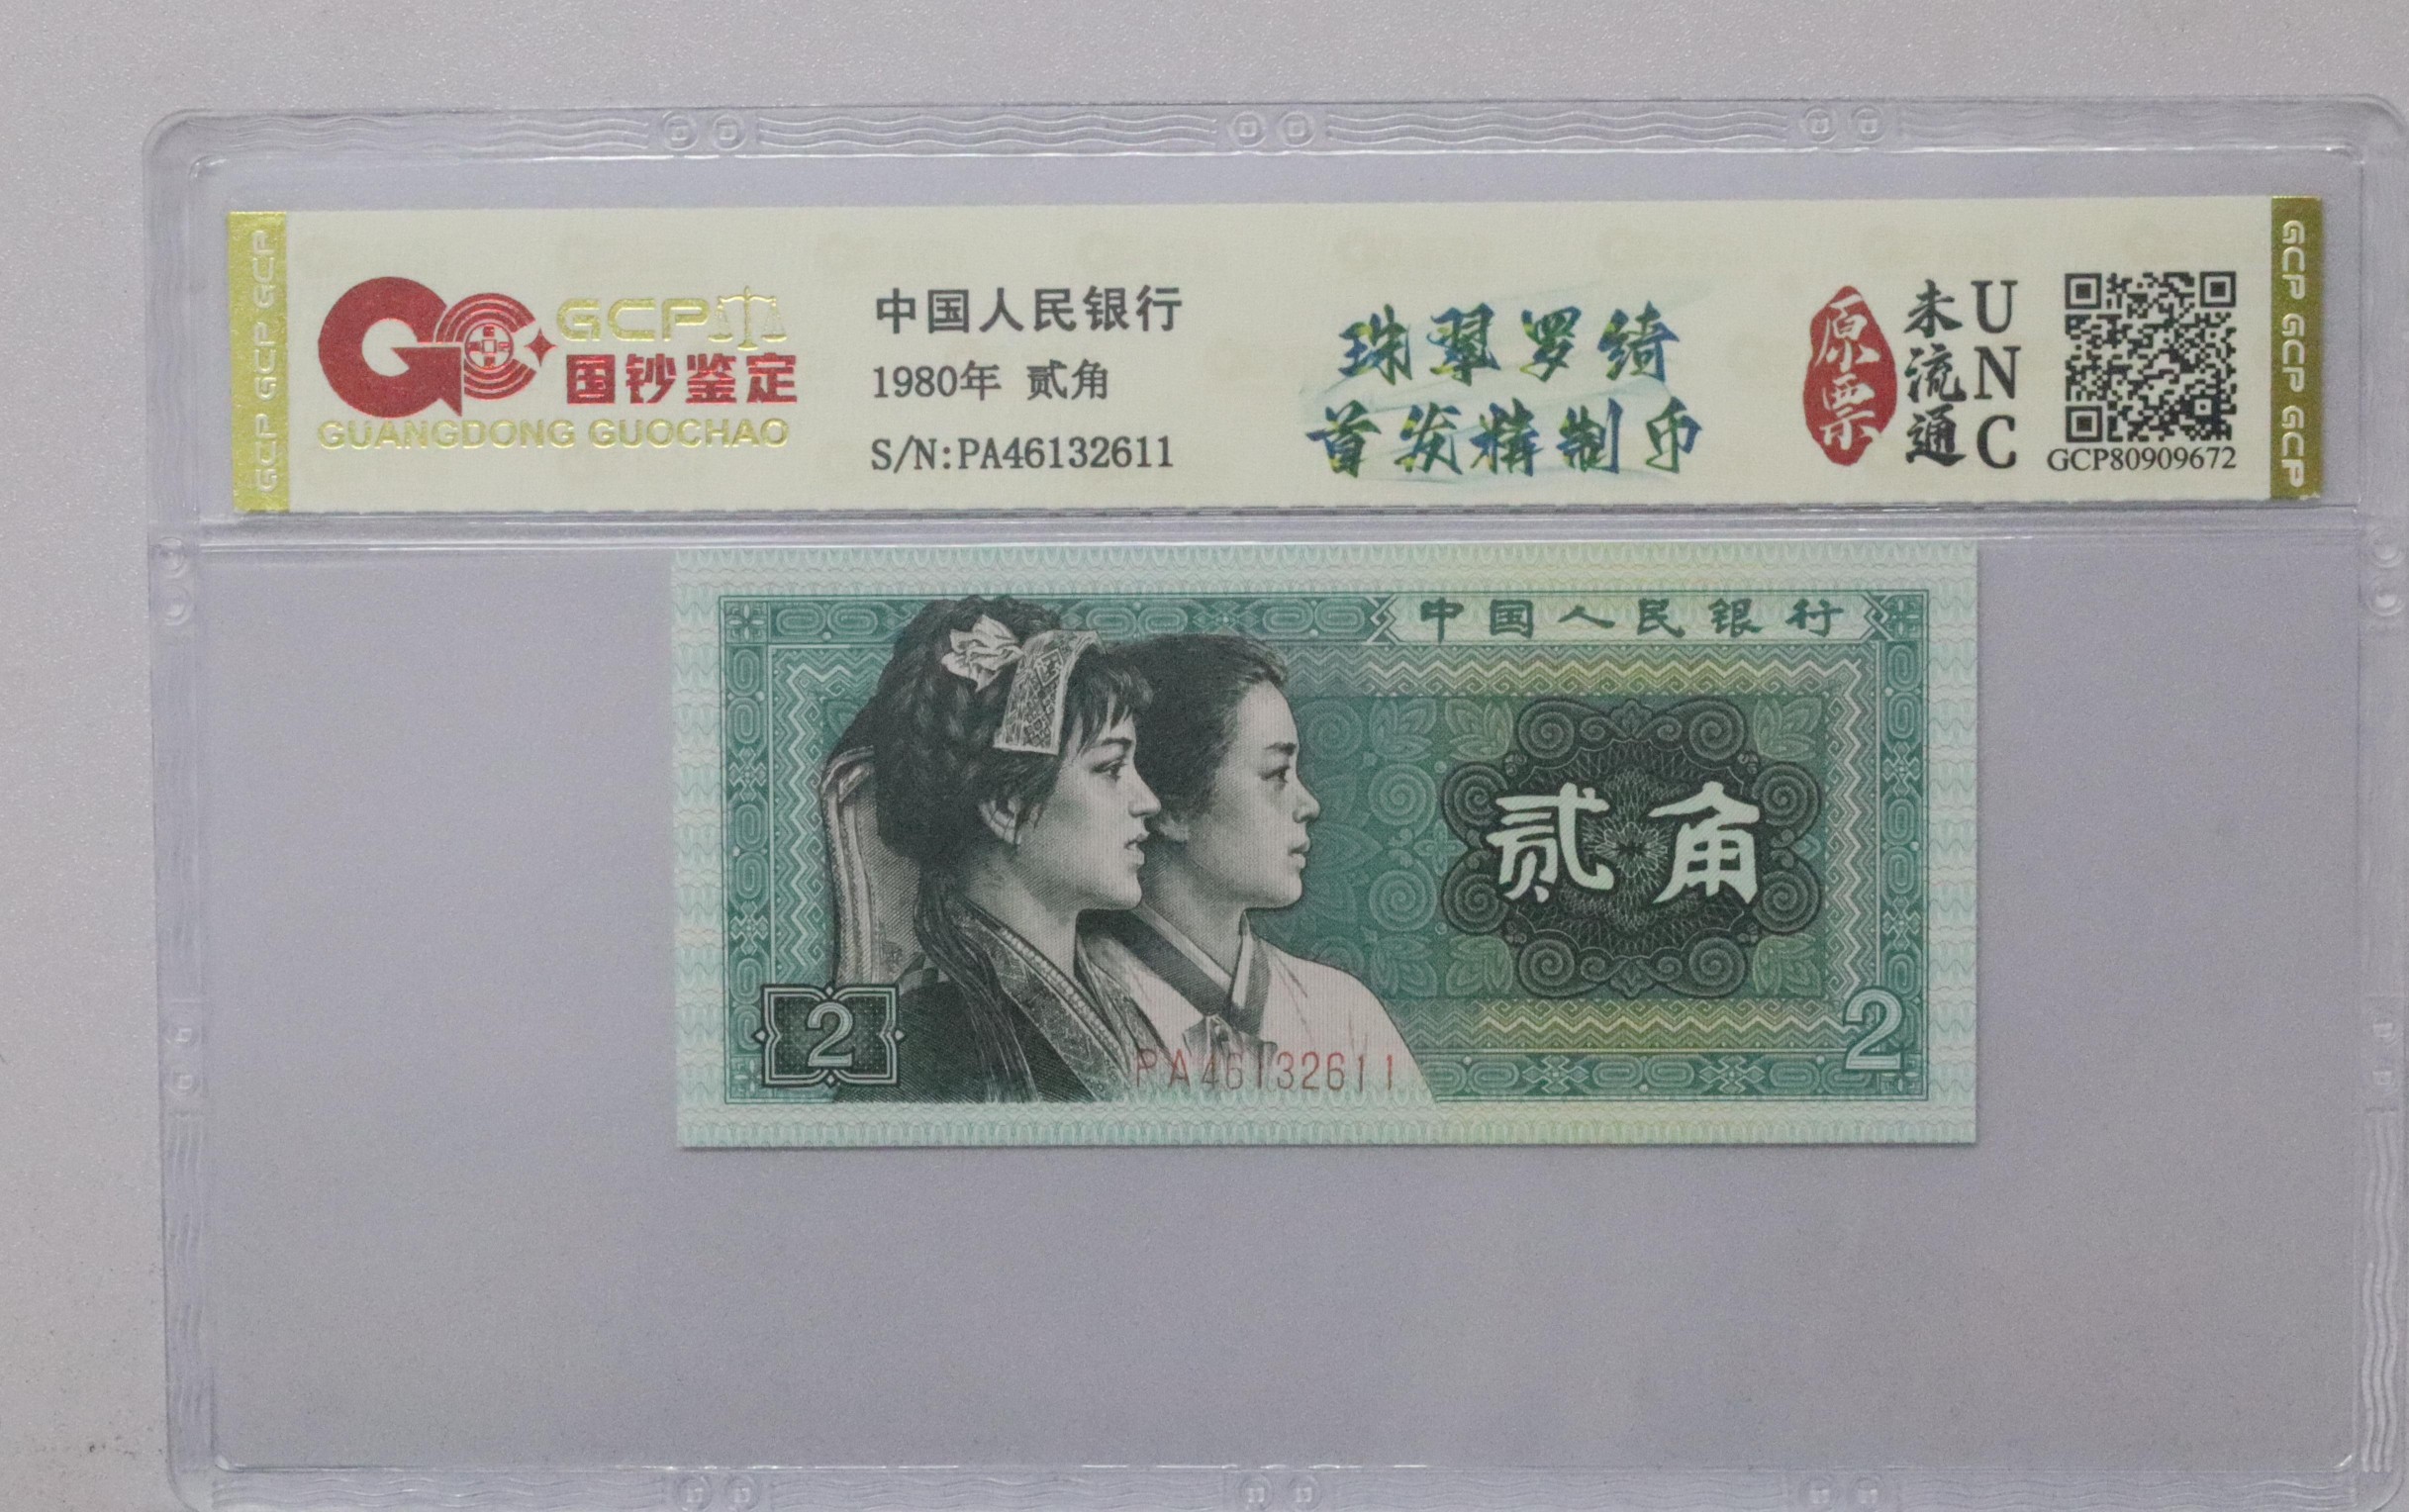 GCP GCP GCP
GCP
国钞鉴定
GUANGDONG GUOCHAO
中国人民银行
1980年 贰角
S/N:PA46132611
珠翠罗绮
首发精制币
原票
未流通
UNC
GCP80909672
GCP GCP GCP
中国人民银行
贰角
2
PA46132611
2